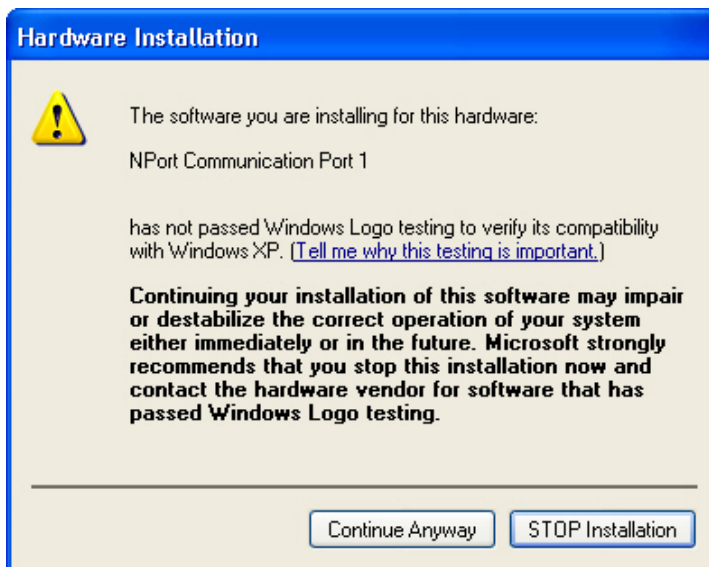 Hardware Installation
The software you are installing for this hardware:
NPort Communication Port 1
has not passed Windows Logo testing to verify its compatibility
with Windows XP. (Tell me why this testing is important.)
Continuing your installation of this software may impair
or destabilize the correct operation of your system
either immediately or in the future. Microsoft strongly
recommends that you stop this installation now and
contact the hardware vendor for software that has
passed Windows Logo testing.
Continue Anyway
STOP Installation